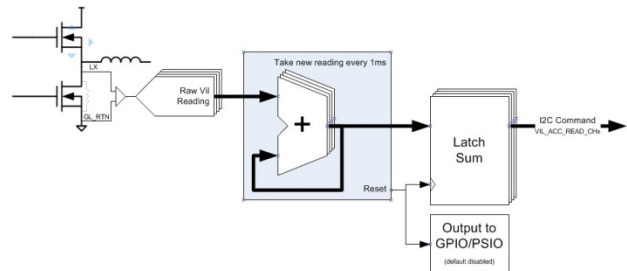 Take new reading every 1ms
LX
Raw Vil
Reading
GL_RTN
+
Latch
Sum
I2C Command
VIL_ACC_READ_CHx
Reset
Output to
GPIO/PSIO
(default disabled)